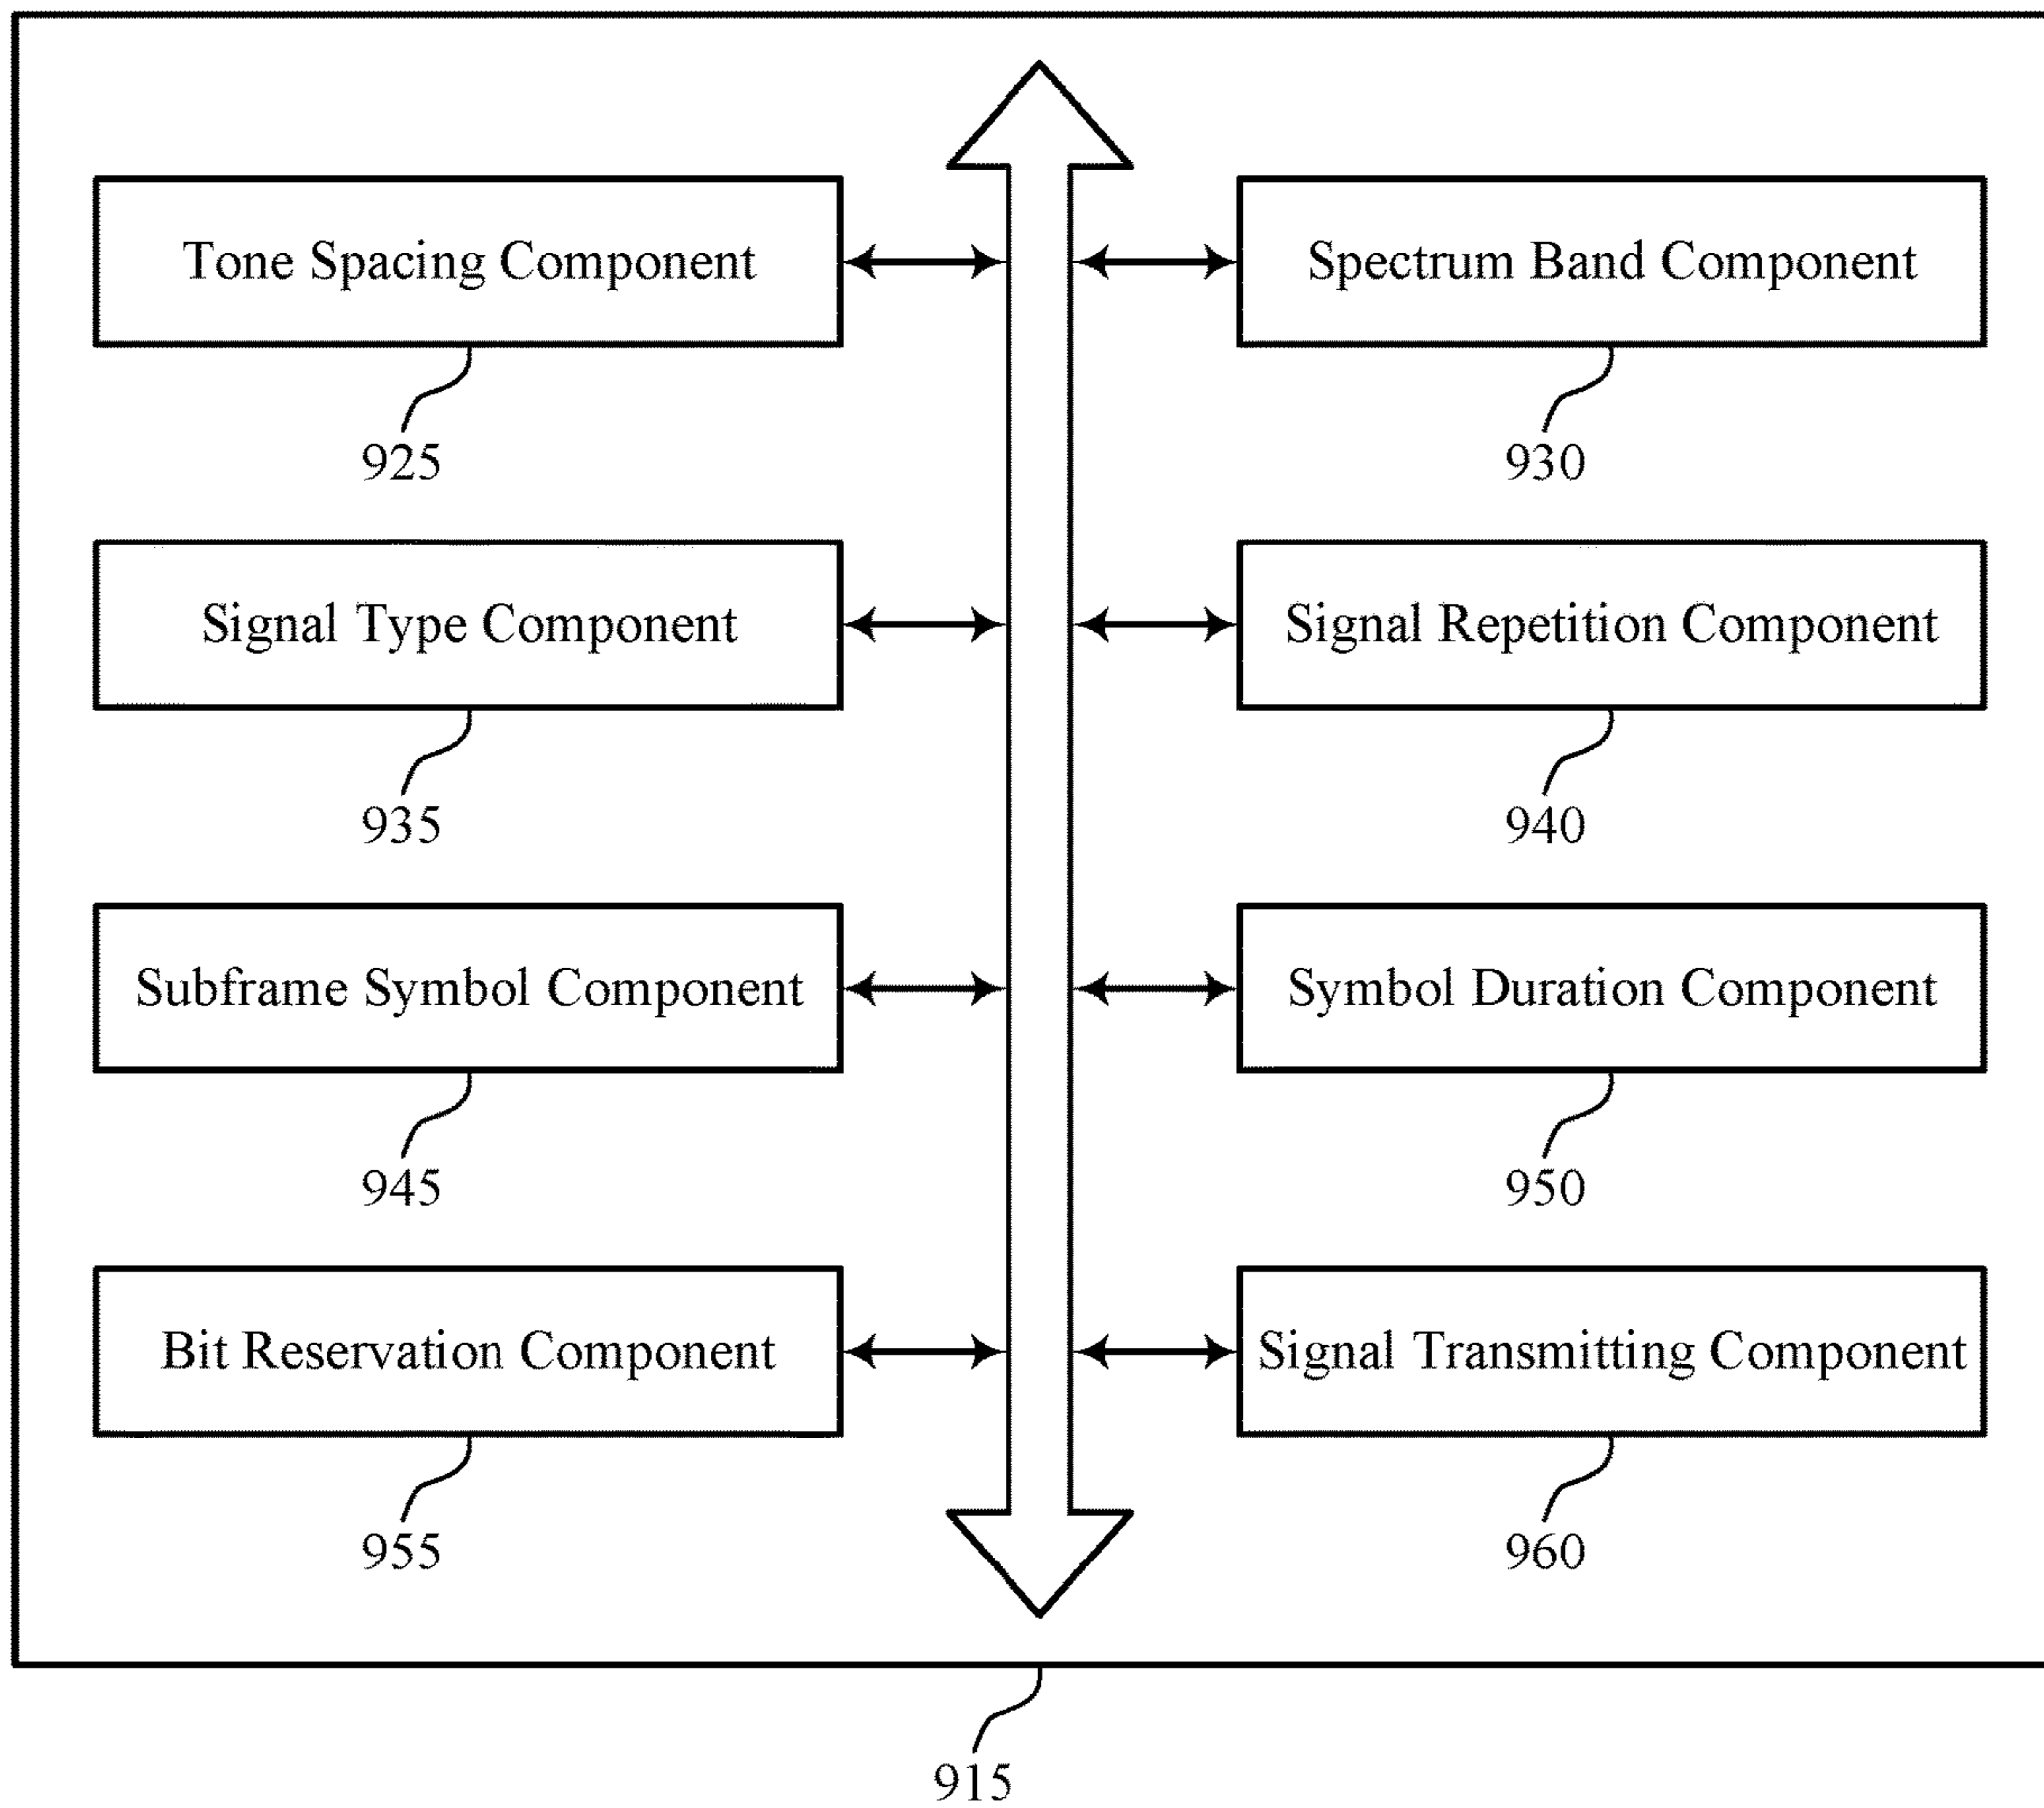 Tone Spacing Component
Spectrum Band Component
925
930
Signal Type Component
Signal Repetition Component
935
940
Subframe Symbol Component
Symbol Duration Component
945
950
Bit Reservation Component
Signal Transmitting Component
955
960
915